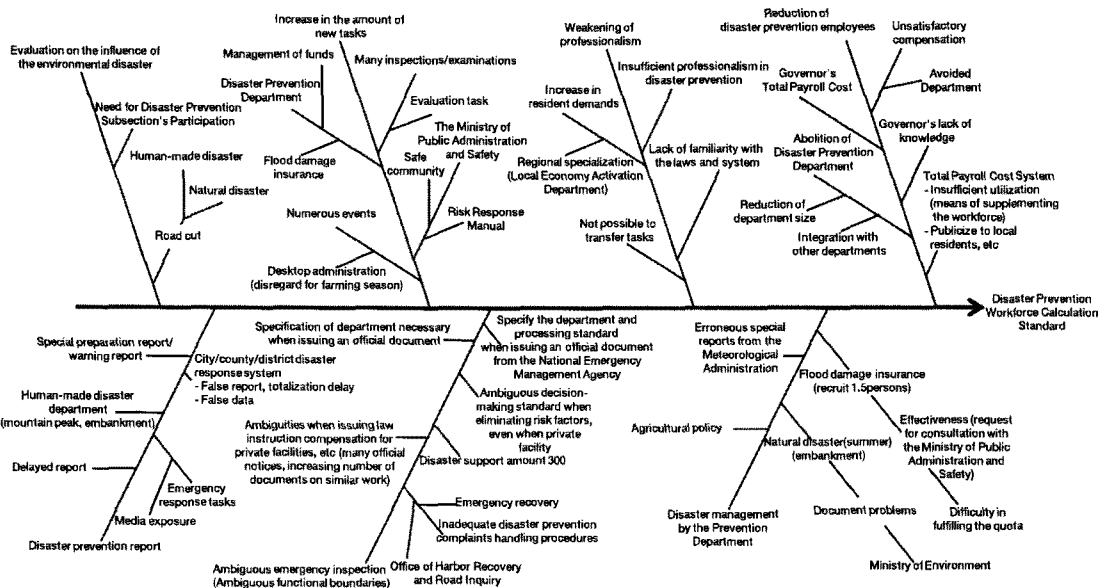 Increase in the amount of
new tasks
Evaluation on the influence of
the environmental disaster
Need for Disaster Prevention
Subsection's Participation
Human-made disaster
Natural disaster
Road cut
Management of funds
Disaster Prevention
Department
Flood damage
insurance
Many inspections/examinations
Evaluation task
The Ministry of
Public Administration
and Safety
Safe
community
Risk Response
Manual
Numerous events
Desktop administration
(disregard for farming season)
Weakening of
professionalism
Insufficient professionalism in
disaster prevention
Increase in
resident demands
Regional specialization
(Local Economy Activation
Department)
Lack of familiarity with
the laws and system
Not possible to
transfer tasks
Reduction of
disaster prevention employees
Unsatisfactory
compensation
Avoided
Department
Governor's
Total Payroll Cost
Governor's lack of
knowledge
Abolition of
Disaster Prevention
Department
Reduction of
department size
Integration with
other departments
Total Payroll Cost System
- Insufficient utilization
(means of supplementing
the workforce)
- Publicize to local
residents, etc
Disaster Prevention
Workforce Calculation
Standard
Special preparation report/
warning report
City/county/district disaster
response system
- False report, totalization delay
- False data
Human-made disaster
department
(mountain peak, embankment)
Delayed report
Emergency
response tasks
Media exposure
Disaster prevention report
Specification of department necessary
when issuing an official document
Specify the department and
processing standard
when issuing an official document
from the National Emergency
Management Agency
Ambiguous decision-
making standard when
eliminating risk factors,
even when private
facility
Ambiguities when issuing law
instruction compensation for
private facilities, etc (many official
notices, increasing number of
documents on similar work)
Disaster support amount 300
Emergency recovery
Inadequate disaster prevention
complaints handling procedures
Office of Harbor Recovery
and Road Inquiry
Ambiguous emergency inspection
(Ambiguous functional boundaries)
Erroneous special
reports from the
Meteorological
Administration
Flood damage insurance
(recruit 1.5persons)
Agricultural policy
Natural disaster(summer)
(embankment)
Effectiveness (request
for consultation with
the Ministry of Public
Administration and
Safety)
Disaster management
by the Prevention
Department
Document problems
Difficulty in
fulfilling the quota
Ministry of Environment